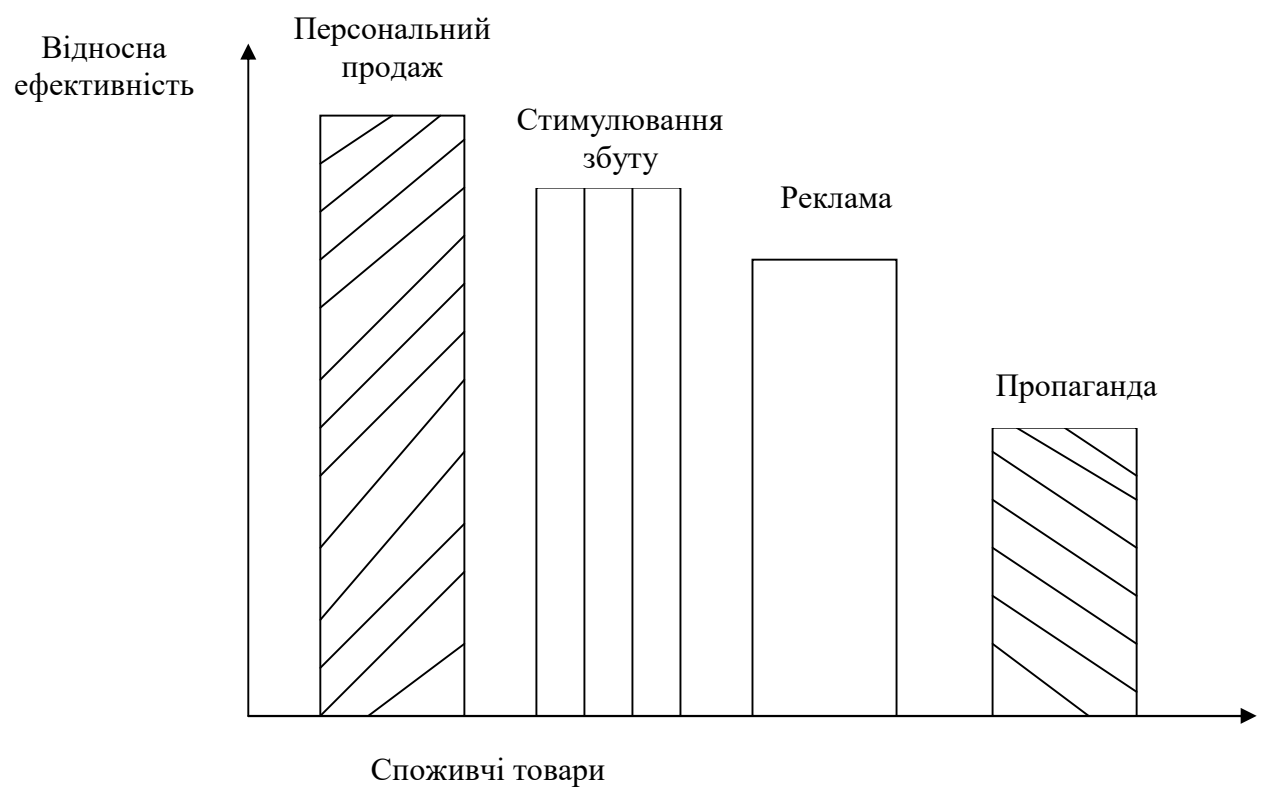 Відносна
ефективність
Персональний
продаж
Стимулювання
збуту
Реклама
Пропаганда
Споживчі товари